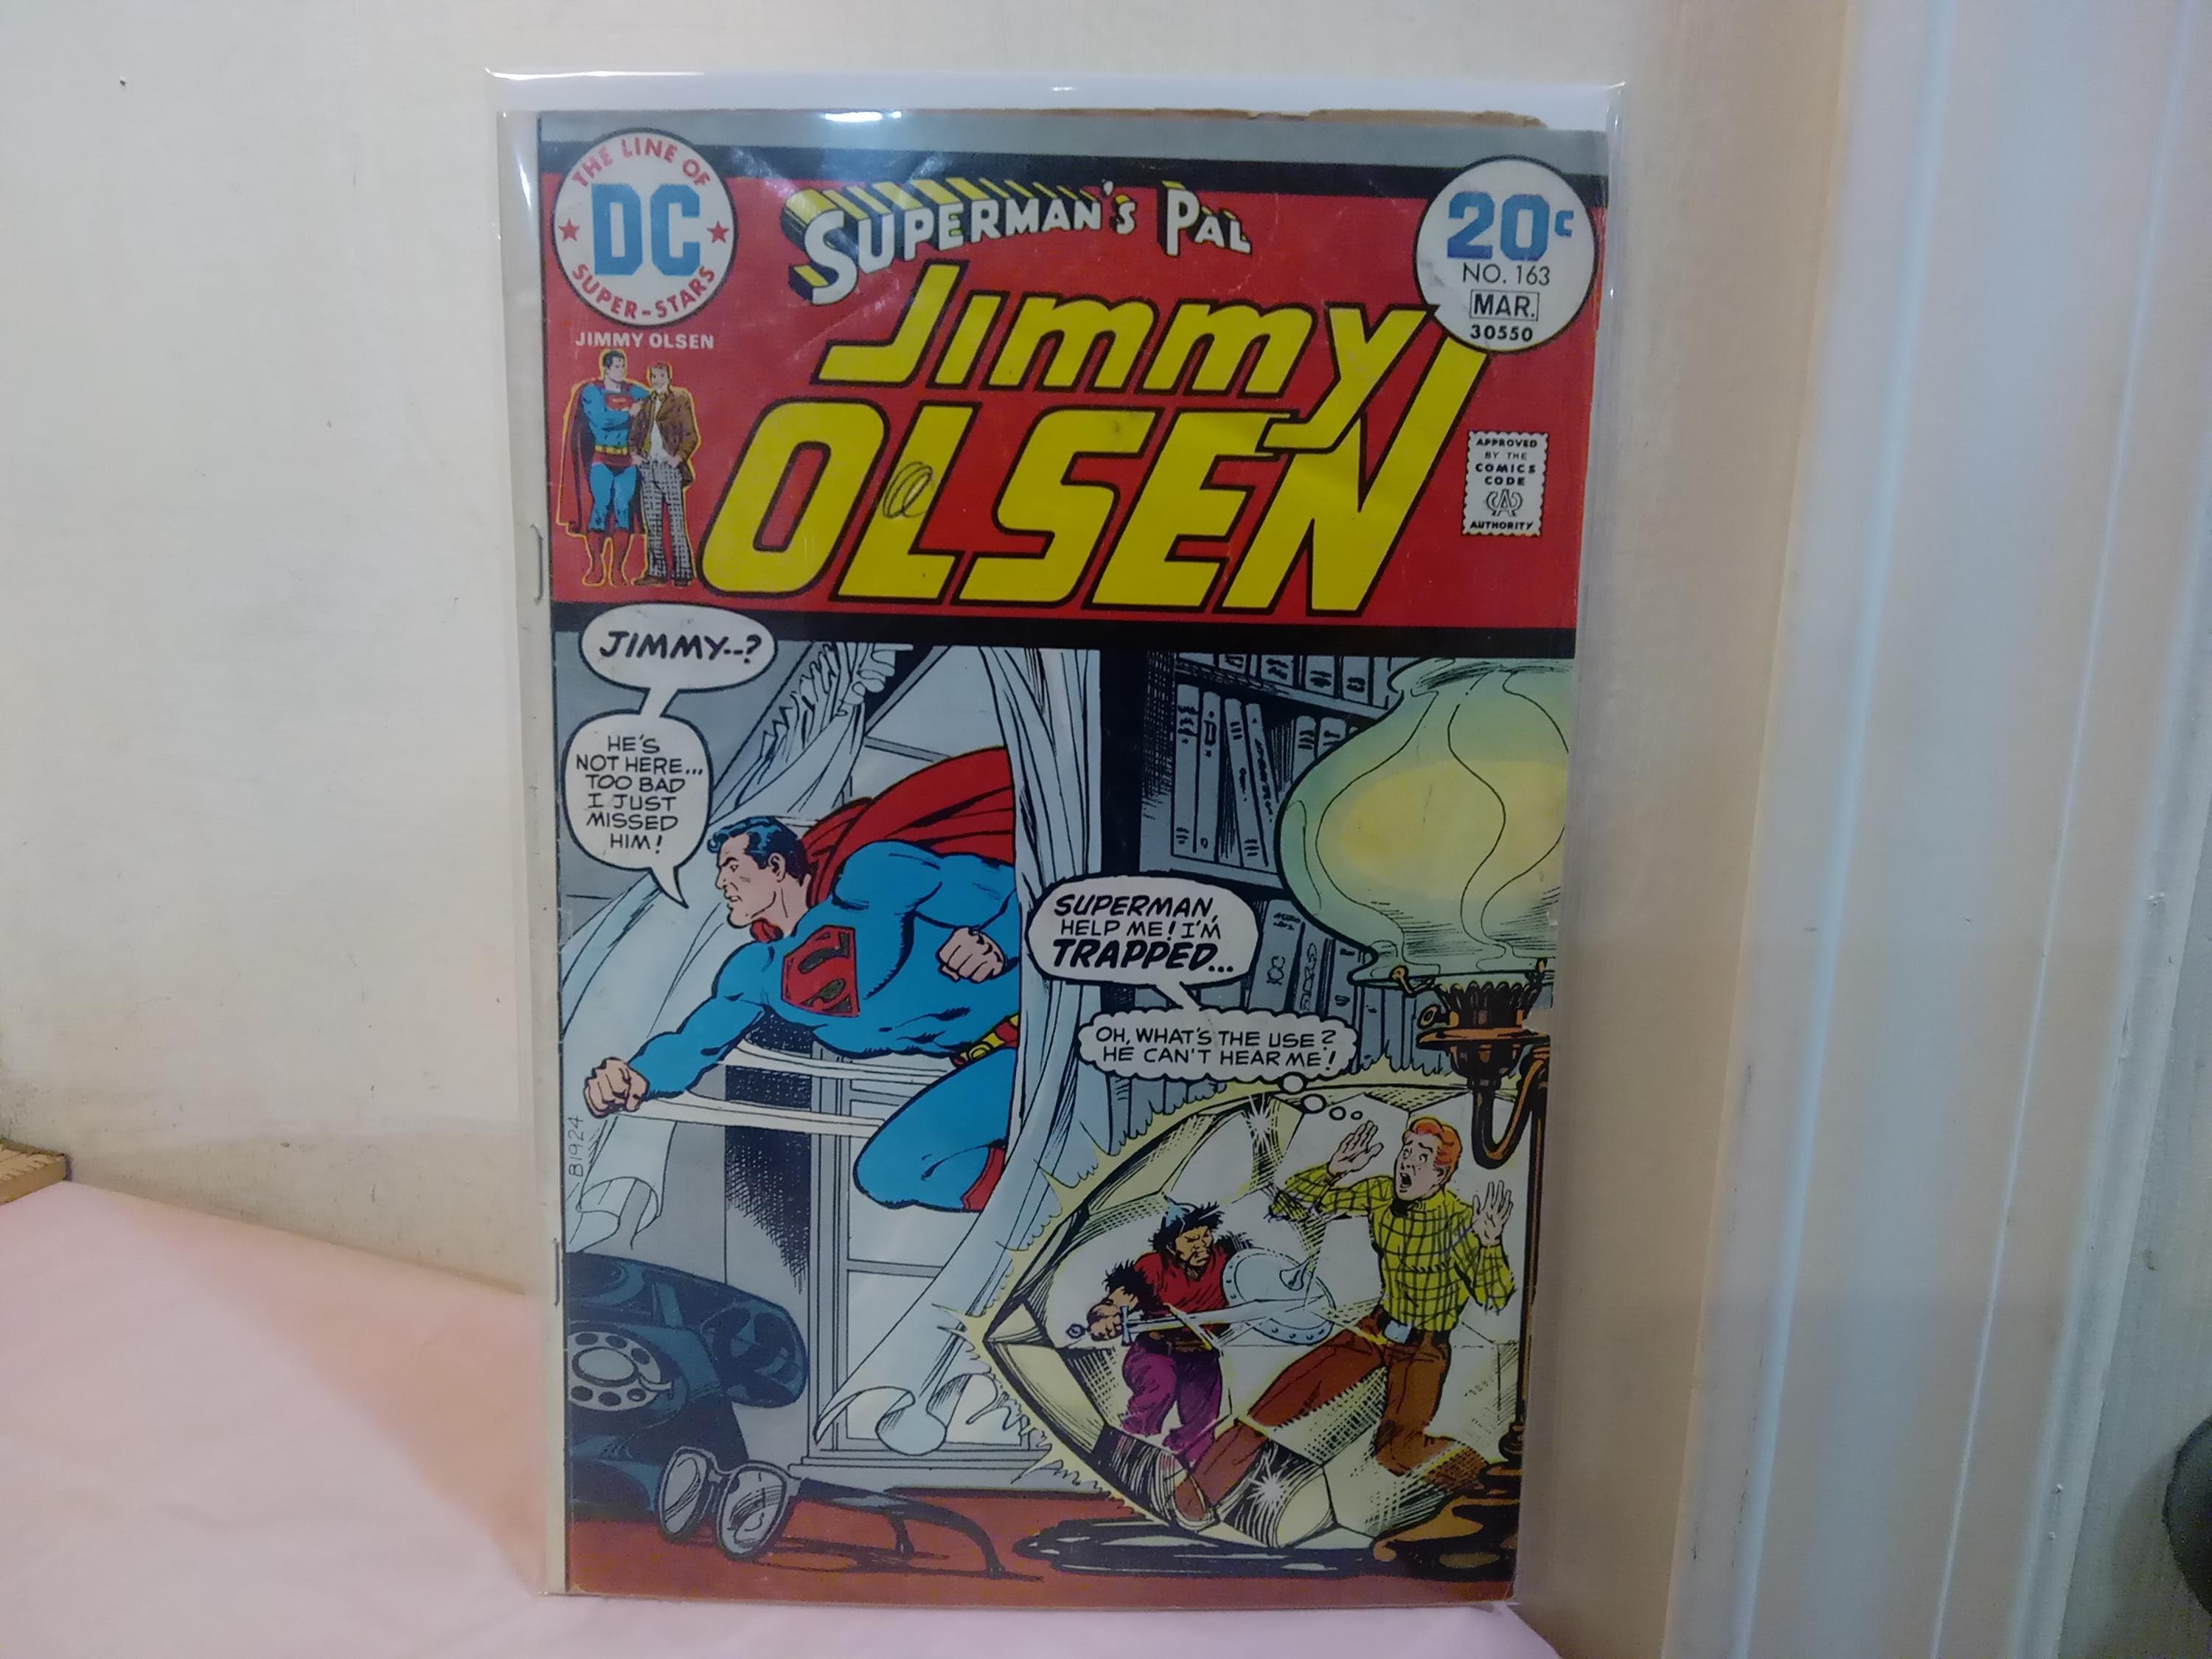 THE LINE OF
DC
SUPER-STARS
JIMMY OLSEN
SUPERMAN'S PAL
JIMMY
OLSEN
20¢
NO. 163
MAR.
30550
APPROVED
BY THE
COMICS
CODE
CA
AUTHORITY
JIMMY--?
HE'S
NOT HERE...
TOO BAD
I JUST
MISSED
HIM!
SUPERMAN,
HELP ME! I'M
TRAPPED...
OH, WHAT'S THE USE?
HE CAN'T HEAR ME!
B1924